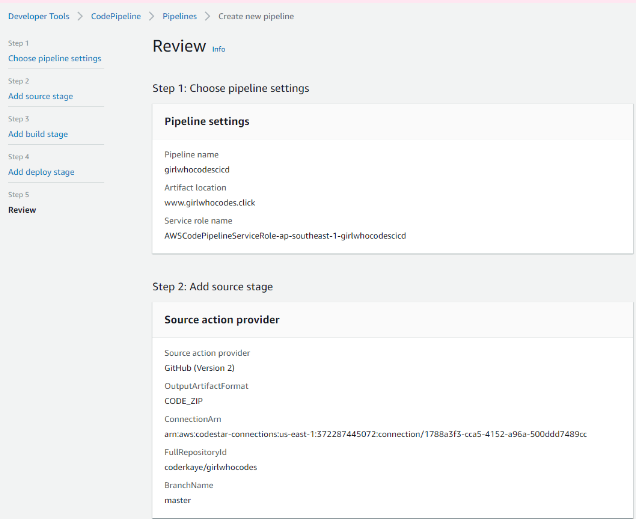 Developer Tools > CodePipeline > Pipelines > Create new pipeline
Step 1
Choose pipeline settings
Step 2
Add source stage
Step 3
Add build stage
Step 4
Add deploy stage
Step 5
Review
Review Info
Step 1: Choose pipeline settings
Pipeline settings
Pipeline name
girlwhocodescicd
Artifact location
www.girlwhocodes.click
Service role name
AWSCodePipelineServiceRole-ap-southeast-1-girlwhocodescicd
Step 2: Add source stage
Source action provider
Source action provider
GitHub (Version 2)
OutputArtifactFormat
CODE_ZIP
ConnectionArn
arn:aws:codestar-connections:us-east-1:372287445072:connection/1788a3f3-cca5-4152-a96a-500ddd7489cc
FullRepositoryId
coderkaye/girlwhocodes
BranchName
master